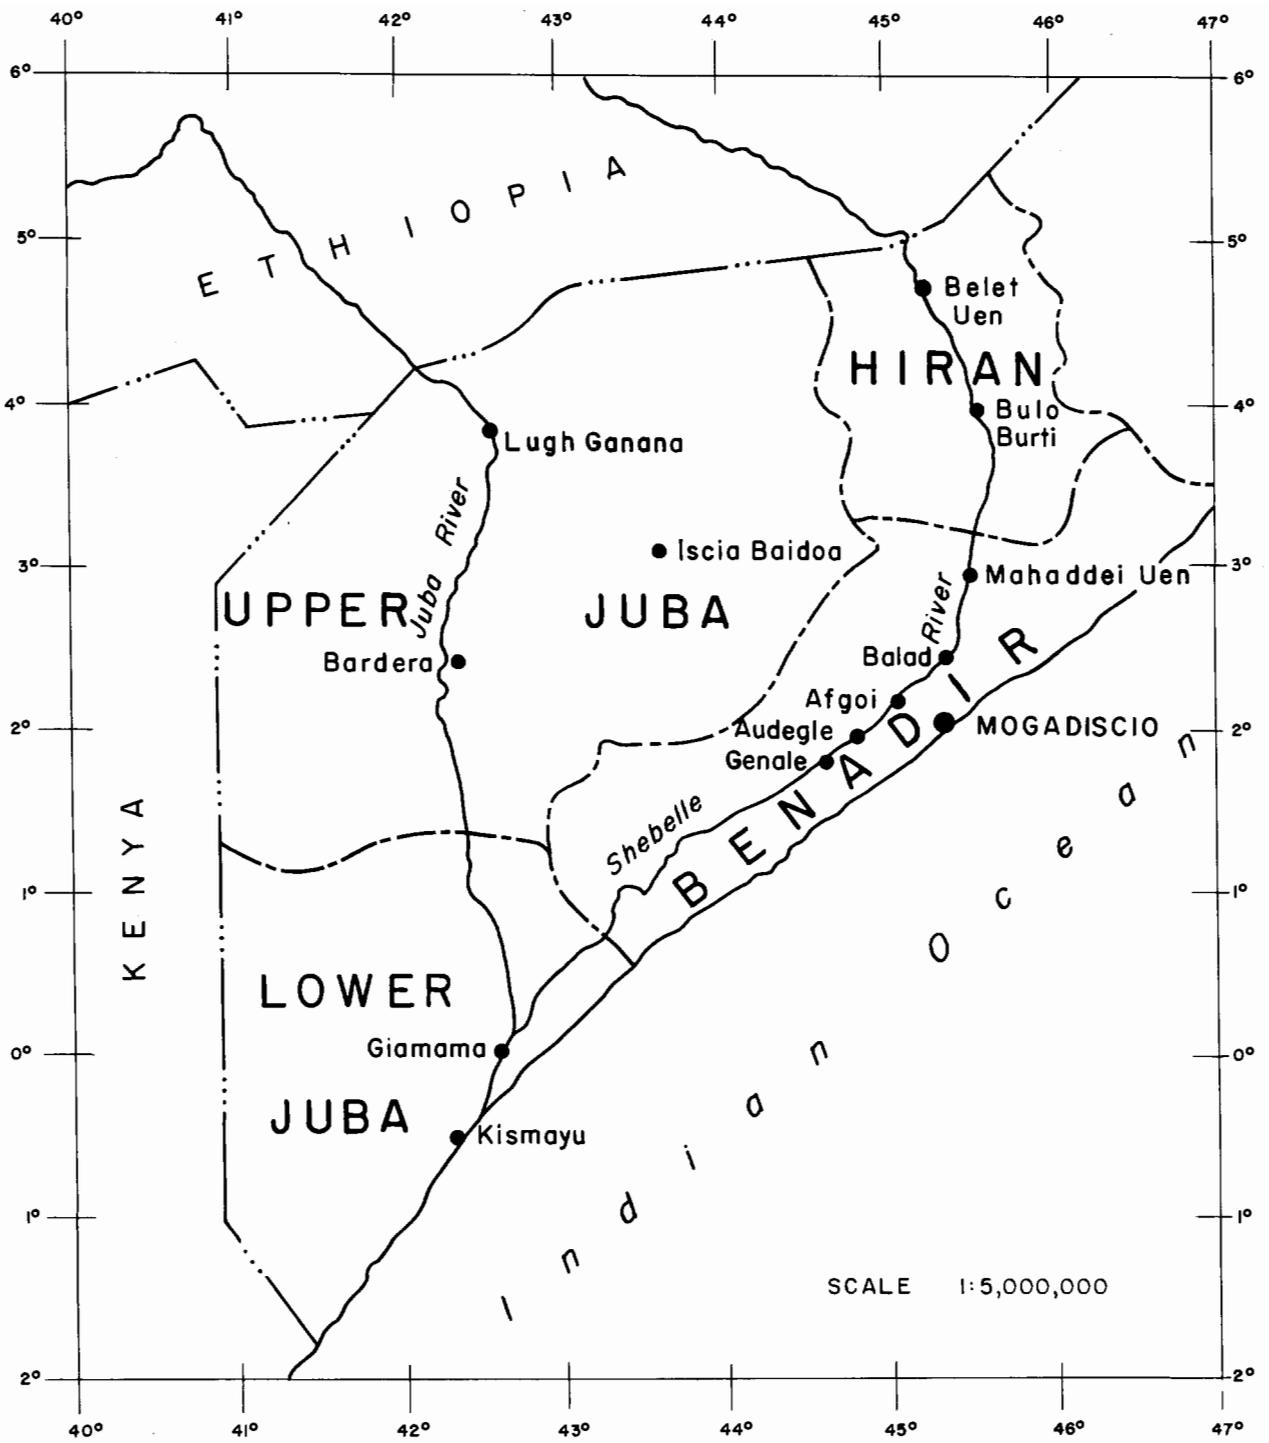 40° 41° 42° 43° 44° 45° 46° 47°
6° 6°
ETHIOPIA
5° 5°
Belet
Uen
HIRAN
4° 4°
Bulo
Burti
Lugh Ganana
Juba River
Iscia Baidoa
3° 3°
Mahaddei Uen
UPPER JUBA
River
Bardera
Balad
Afgoi
2° 2°
Audegle
MOGADISCIO
Genale
Shebelle
BENADIR
KENYA
1° 1°
LOWER
Giamama
0° 0°
JUBA
Kismayu
Indian Ocean
1° 1°
SCALE 1:5,000,000
2° 2°
40° 41° 42° 43° 44° 45° 46° 47°